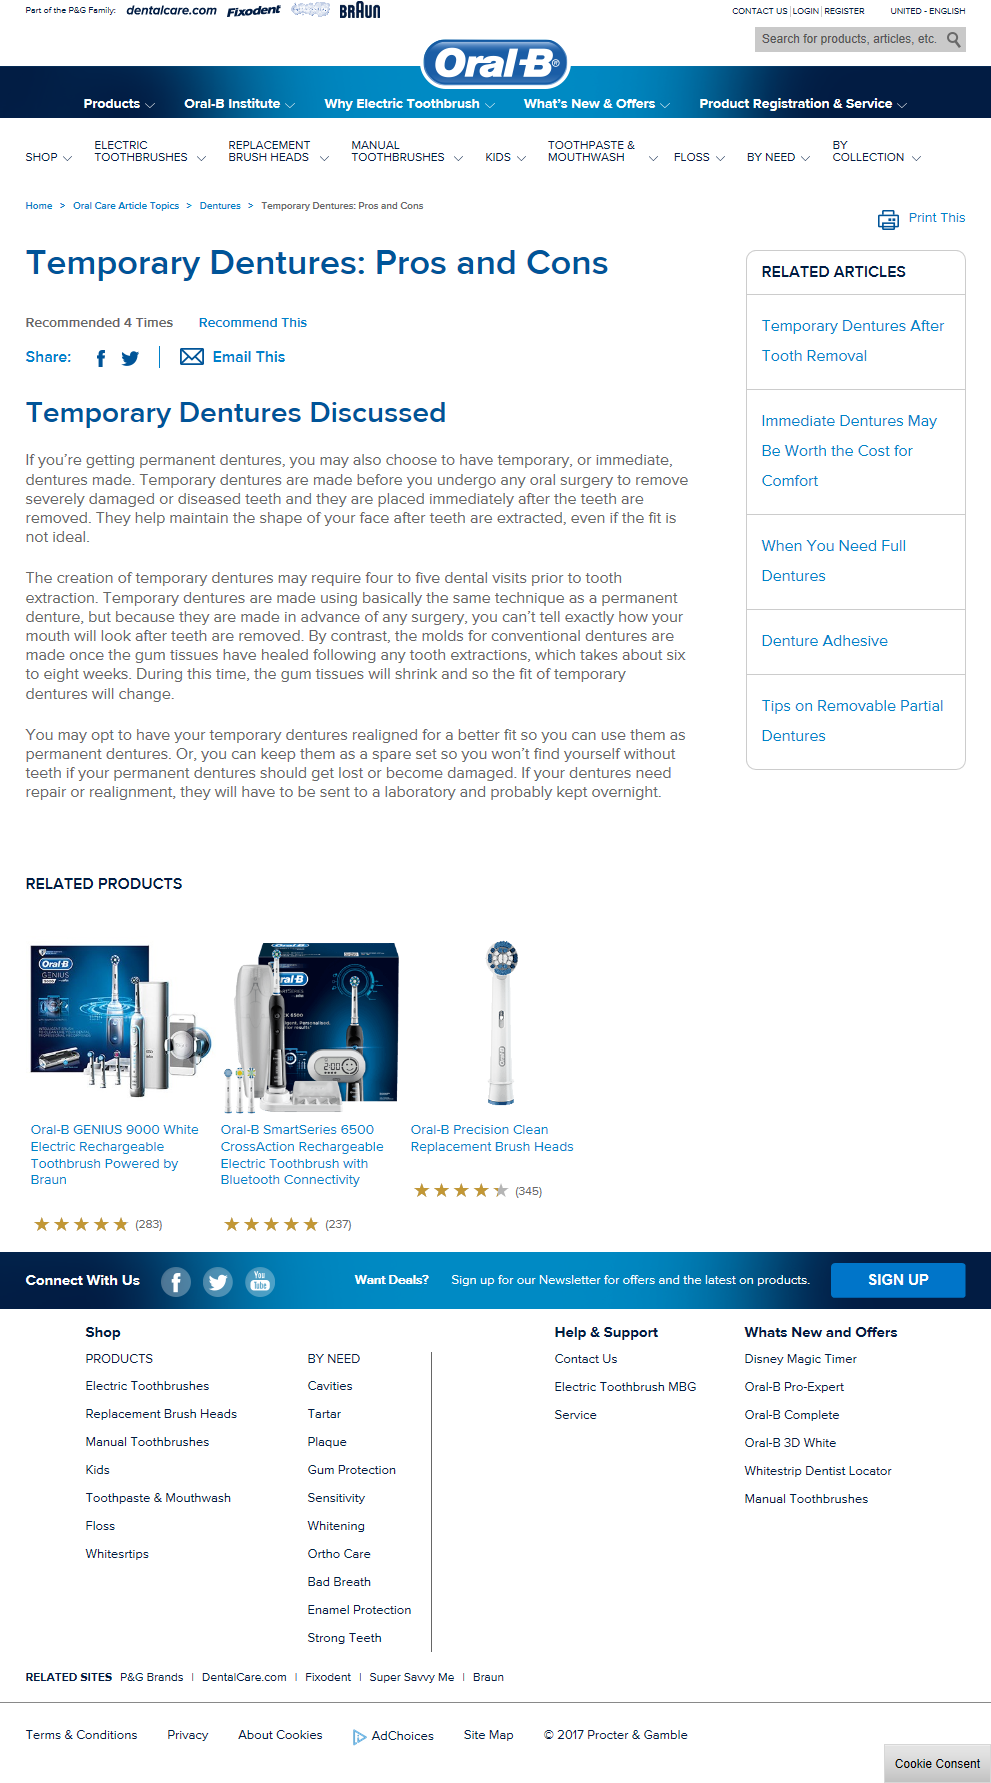 Part of the P&G Family: dentalcare.com Fixodent BRAUN
CONTACT US | LOGIN | REGISTER UNITED - ENGLISH
Search for products, articles, etc.
Oral-B®
Products Oral-B Institute Why Electric Toothbrush What's New & Offers Product Registration & Service
SHOP ELECTRIC TOOTHBRUSHES REPLACEMENT BRUSH HEADS MANUAL TOOTHBRUSHES KIDS TOOTHPASTE & MOUTHWASH FLOSS BY NEED BY COLLECTION
Home > Oral Care Article Topics > Dentures > Temporary Dentures: Pros and Cons
Print This
Temporary Dentures: Pros and Cons
Recommended 4 Times Recommend This
Share: Email This
Temporary Dentures Discussed
If you're getting permanent dentures, you may also choose to have temporary, or immediate,
dentures made. Temporary dentures are made before you undergo any oral surgery to remove
severely damaged or diseased teeth and they are placed immediately after the teeth are
removed. They help maintain the shape of your face after teeth are extracted, even if the fit is
not ideal.
The creation of temporary dentures may require four to five dental visits prior to tooth
extraction. Temporary dentures are made using basically the same technique as a permanent
denture, but because they are made in advance of any surgery, you can't tell exactly how your
mouth will look after teeth are removed. By contrast, the molds for conventional dentures are
made once the gum tissues have healed following any tooth extractions, which takes about six
to eight weeks. During this time, the gum tissues will shrink and so the fit of temporary
dentures will change.
You may opt to have your temporary dentures realigned for a better fit so you can use them as
permanent dentures. Or, you can keep them as a spare set so you won't find yourself without
teeth if your permanent dentures should get lost or become damaged. If your dentures need
repair or realignment, they will have to be sent to a laboratory and probably kept overnight.
RELATED ARTICLES
Temporary Dentures After
Tooth Removal
Immediate Dentures May
Be Worth the Cost for
Comfort
When You Need Full
Dentures
Denture Adhesive
Tips on Removable Partial
Dentures
RELATED PRODUCTS
Oral-B
GENIUS
9000
Oral-B GENIUS 9000 White
Electric Rechargeable
Toothbrush Powered by
Braun
(283)
ral-B
6500
2:00
Oral-B SmartSeries 6500
CrossAction Rechargeable
Electric Toothbrush with
Bluetooth Connectivity
(237)
Oral-B
Oral-B Precision Clean
Replacement Brush Heads
(345)
Connect With Us You Tube Want Deals? Sign up for our Newsletter for offers and the latest on products. SIGN UP
Shop
PRODUCTS
Electric Toothbrushes
Replacement Brush Heads
Manual Toothbrushes
Kids
Toothpaste & Mouthwash
Floss
Whitesrtips
BY NEED
Cavities
Tartar
Plaque
Gum Protection
Sensitivity
Whitening
Ortho Care
Bad Breath
Enamel Protection
Strong Teeth
Help & Support
Contact Us
Electric Toothbrush MBG
Service
Whats New and Offers
Disney Magic Timer
Oral-B Pro-Expert
Oral-B Complete
Oral-B 3D White
Whitestrip Dentist Locator
Manual Toothbrushes
RELATED SITES P&G Brands | DentalCare.com | Fixodent | Super Savvy Me | Braun
Terms & Conditions Privacy About Cookies AdChoices Site Map © 2017 Procter & Gamble
Cookie Consent